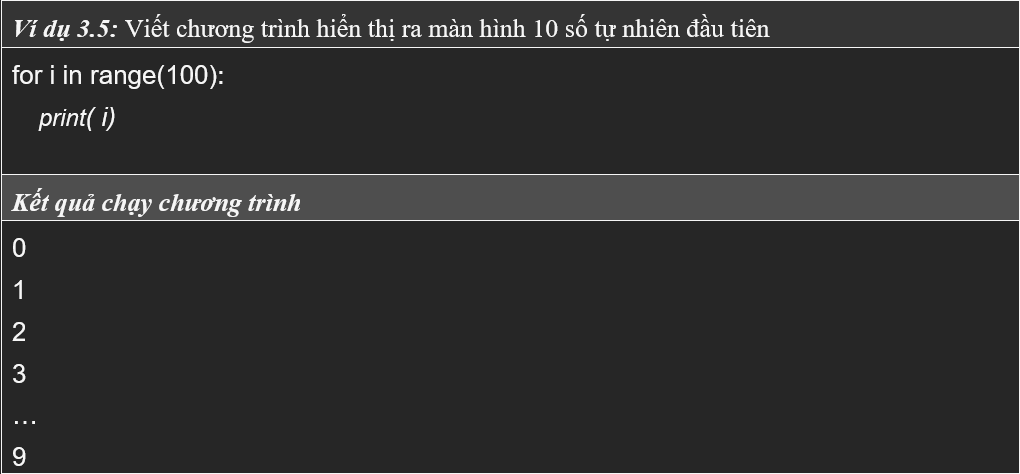 Ví dụ 3.5: Viết chương trình hiển thị ra màn hình 10 số tự nhiên đầu tiên
for i in range(100):
print( i)
Kết quả chạy chương trình
0
1
2
3
…
9